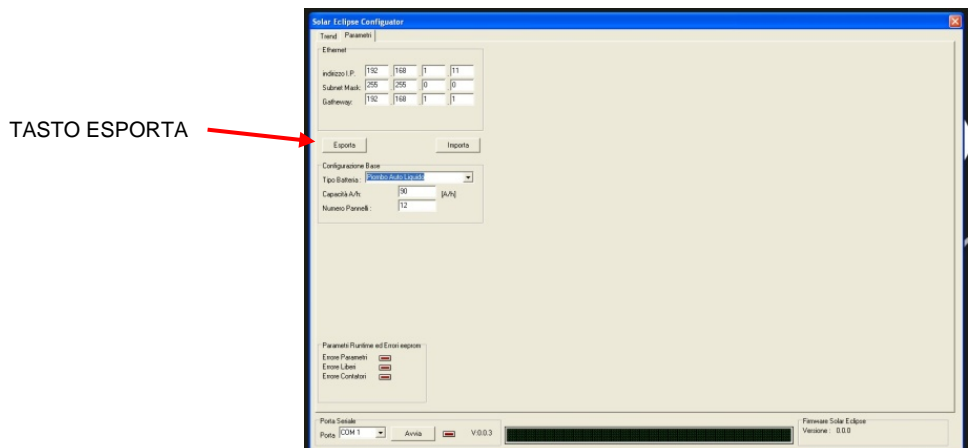 TASTO ESPORTA
Solar Eclipse Configuator
Trend Parametri
Ethernet
indirizzo I.P. 192 168 1 11
Subnet Mask: 255 255 0 0
Gatheway: 192 168 1 1
Esporta Importa
Configurazione Base
Tipo Batteria : Piombo Auto Liquido
Capacità A/h: 90 [A/h]
Numero Pannelli : 12
Parametri Runtime ed Errori eeprom
Errore Parametri
Errore Liberi
Errore Contatori
Porta Seriale
Porta COM 1 Avvia V:0.0.3
Firmware Solar Eclipse
Versione : 0.0.0